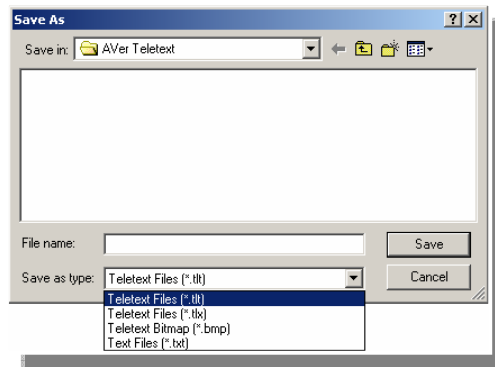 Save As
Save in: AVer Teletext
File name:
Save
Save as type: Teletext Files (*.tlt)
Cancel
Teletext Files (*.tlt)
Teletext Files (*.tlx)
Teletext Bitmap (*.bmp)
Text Files (*.txt)